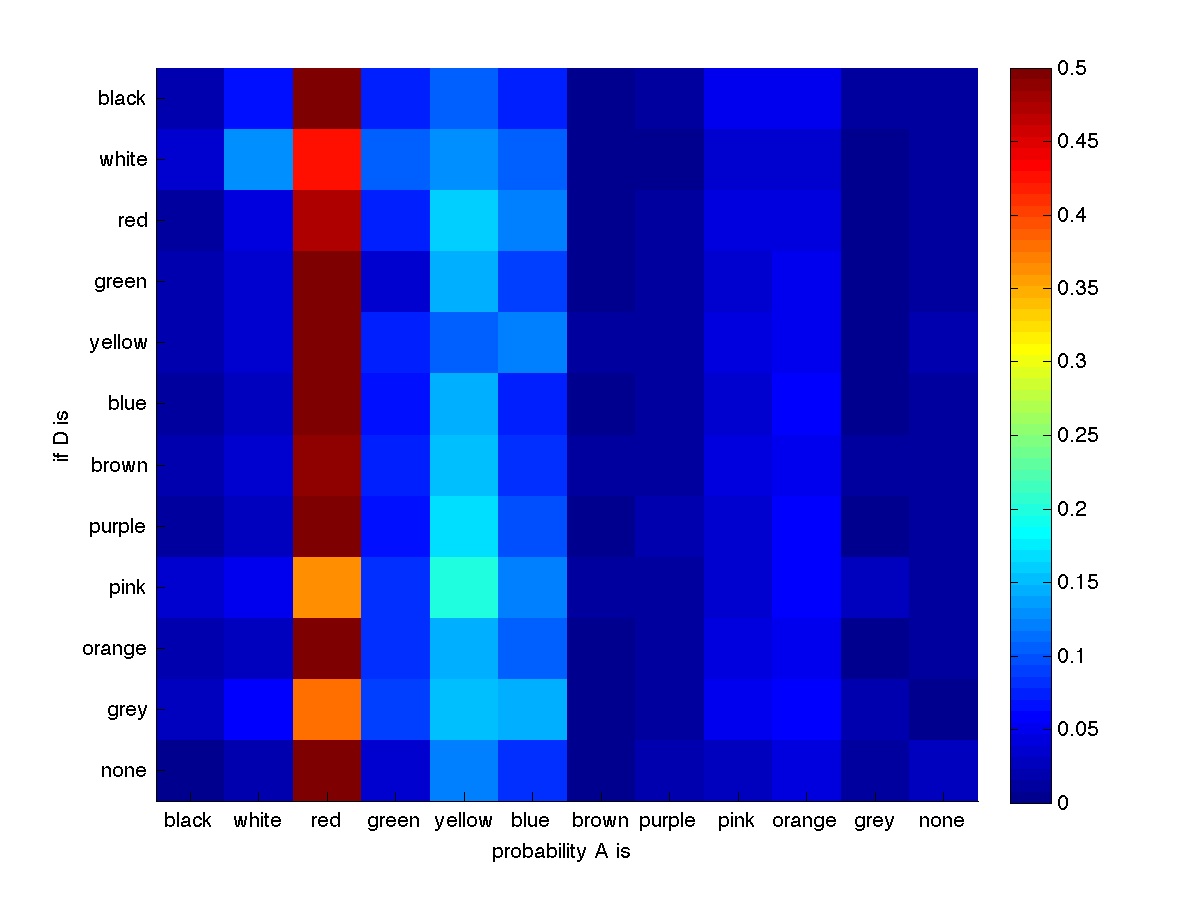 if D is
black
white
red
green
yellow
blue
brown
purple
pink
orange
grey
none
black white red green yellow blue brown purple pink orange grey none
probability A is
0.5
0.45
0.4
0.35
0.3
0.25
0.2
0.15
0.1
0.05
0